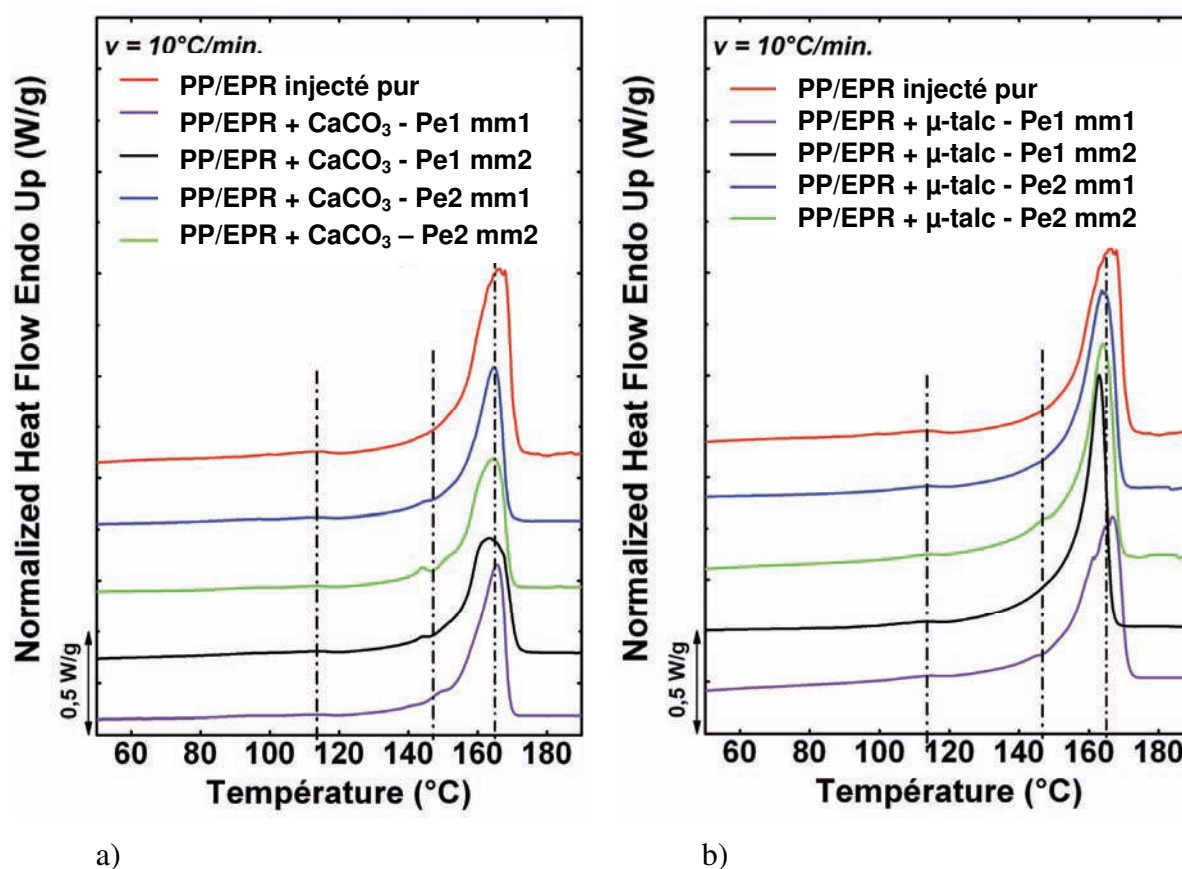 v = 10°C/min.
PP/EPR injecté pur
PP/EPR + CaCO₃ - Pe1 mm1
PP/EPR + CaCO₃ - Pe1 mm2
PP/EPR + CaCO₃ - Pe2 mm1
PP/EPR + CaCO₃ – Pe2 mm2
Normalized Heat Flow Endo Up (W/g)
0,5 W/g
60 80 100 120 140 160 180
Température (°C)
a)
v = 10°C/min.
PP/EPR injecté pur
PP/EPR + µ-talc - Pe1 mm1
PP/EPR + µ-talc - Pe1 mm2
PP/EPR + µ-talc - Pe2 mm1
PP/EPR + µ-talc - Pe2 mm2
Normalized Heat Flow Endo Up (W/g)
0,5 W/g
60 80 100 120 140 160 180
Température (°C)
b)